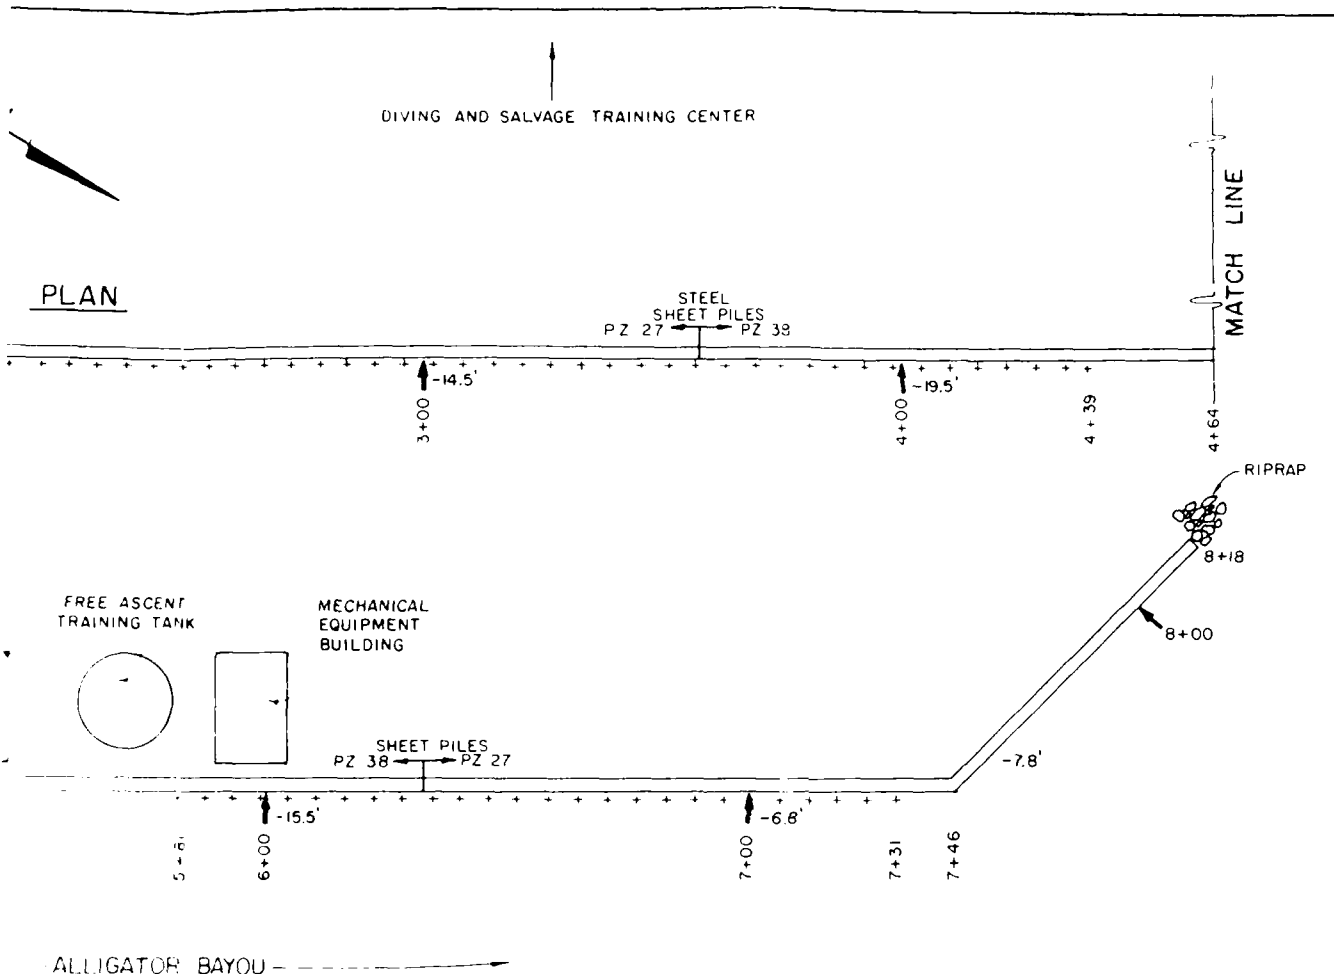 DIVING AND SALVAGE TRAINING CENTER
MATCH LINE
PLAN
STEEL
SHEET PILES
PZ 27 PZ 38
-14.5'
-19.5'
3+00
4+00
4+39
4+64
RIPRAP
8+18
8+00
FREE ASCENT
TRAINING TANK
MECHANICAL
EQUIPMENT
BUILDING
SHEET PILES
PZ 38 PZ 27
-7.8'
-15.5'
-6.8'
5+81
6+00
7+00
7+31
7+46
ALLIGATOR BAYOU